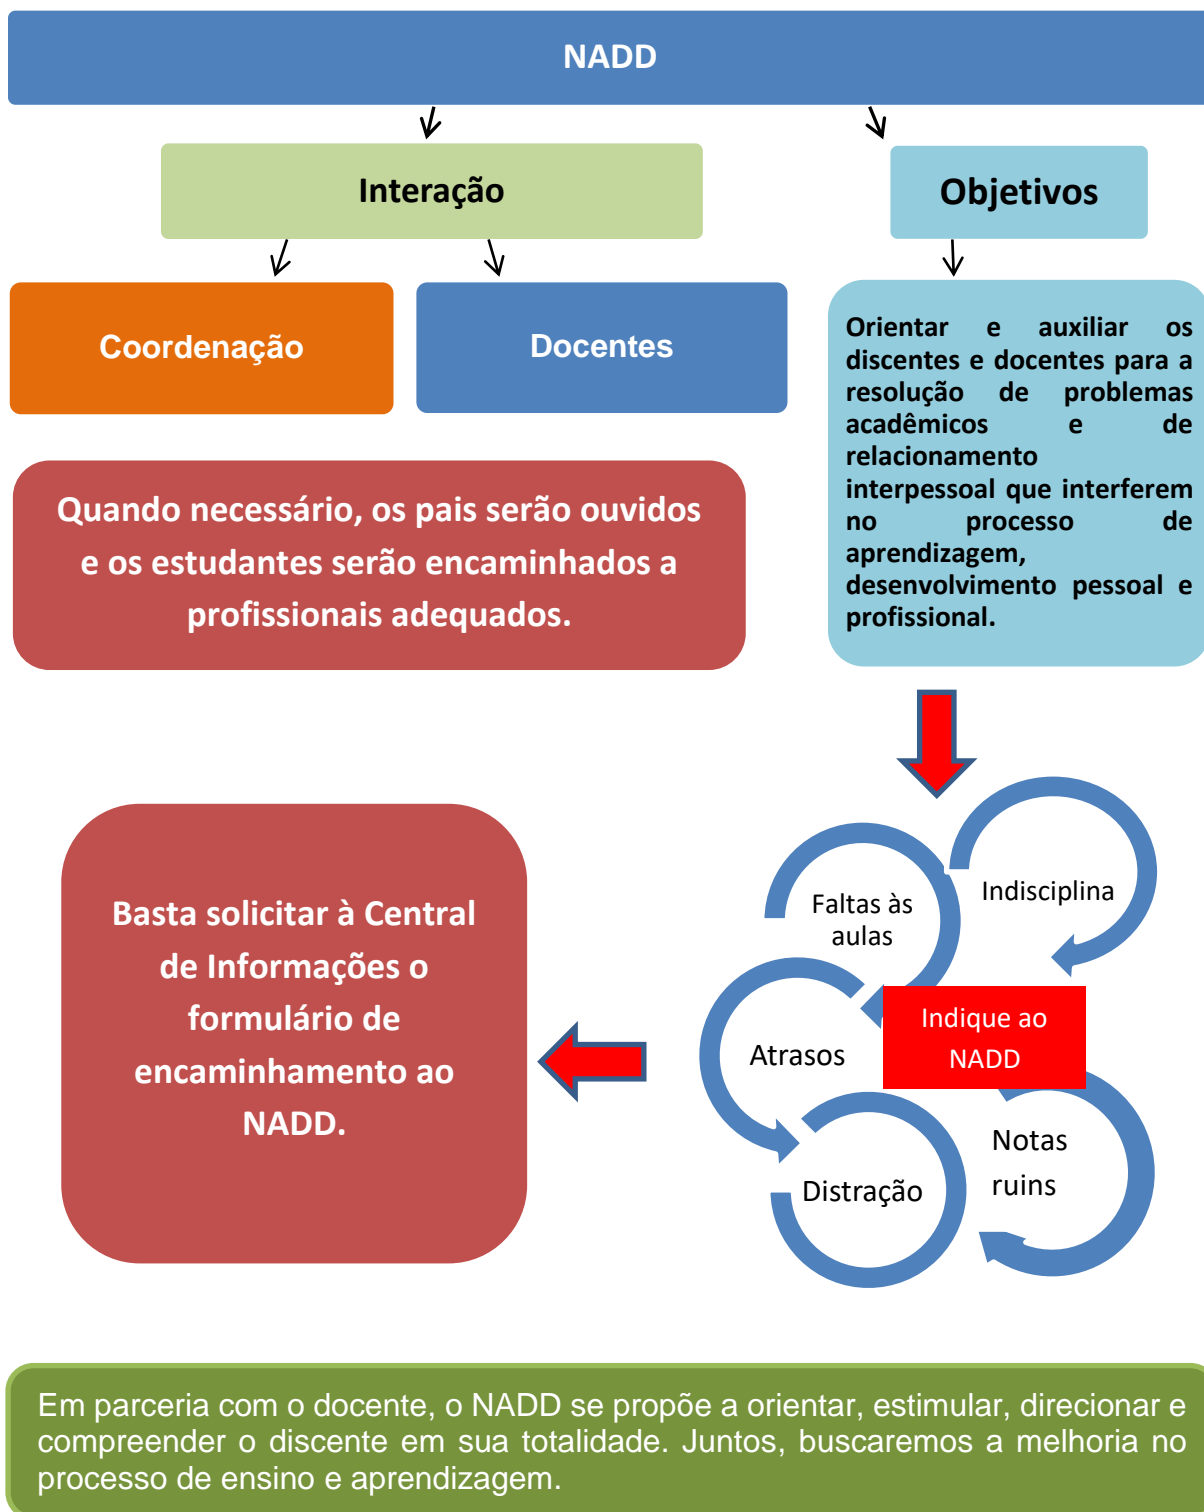 NADD
Interação
Objetivos
Coordenação
Docentes
Orientar e auxiliar os
discentes e docentes para a
resolução de problemas
acadêmicos e de
relacionamento
interpessoal que interferem
no processo de
aprendizagem,
desenvolvimento pessoal e
profissional.
Quando necessário, os pais serão ouvidos
e os estudantes serão encaminhados a
profissionais adequados.
Indisciplina
Faltas às
aulas
Atrasos
Indique ao
NADD
Distração
Notas
ruins
Basta solicitar à Central
de Informações o
formulário de
encaminhamento ao
NADD.
Em parceria com o docente, o NADD se propõe a orientar, estimular, direcionar e
compreender o discente em sua totalidade. Juntos, buscaremos a melhoria no
processo de ensino e aprendizagem.